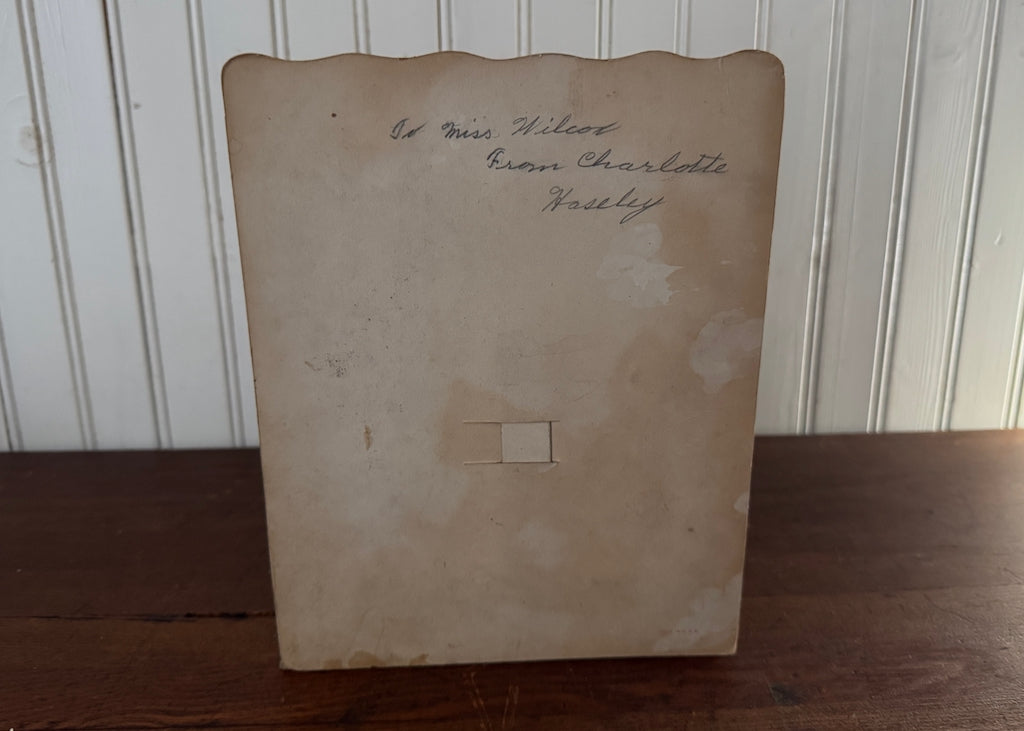 To Miss Wilcox
From Charlotte
Haseley